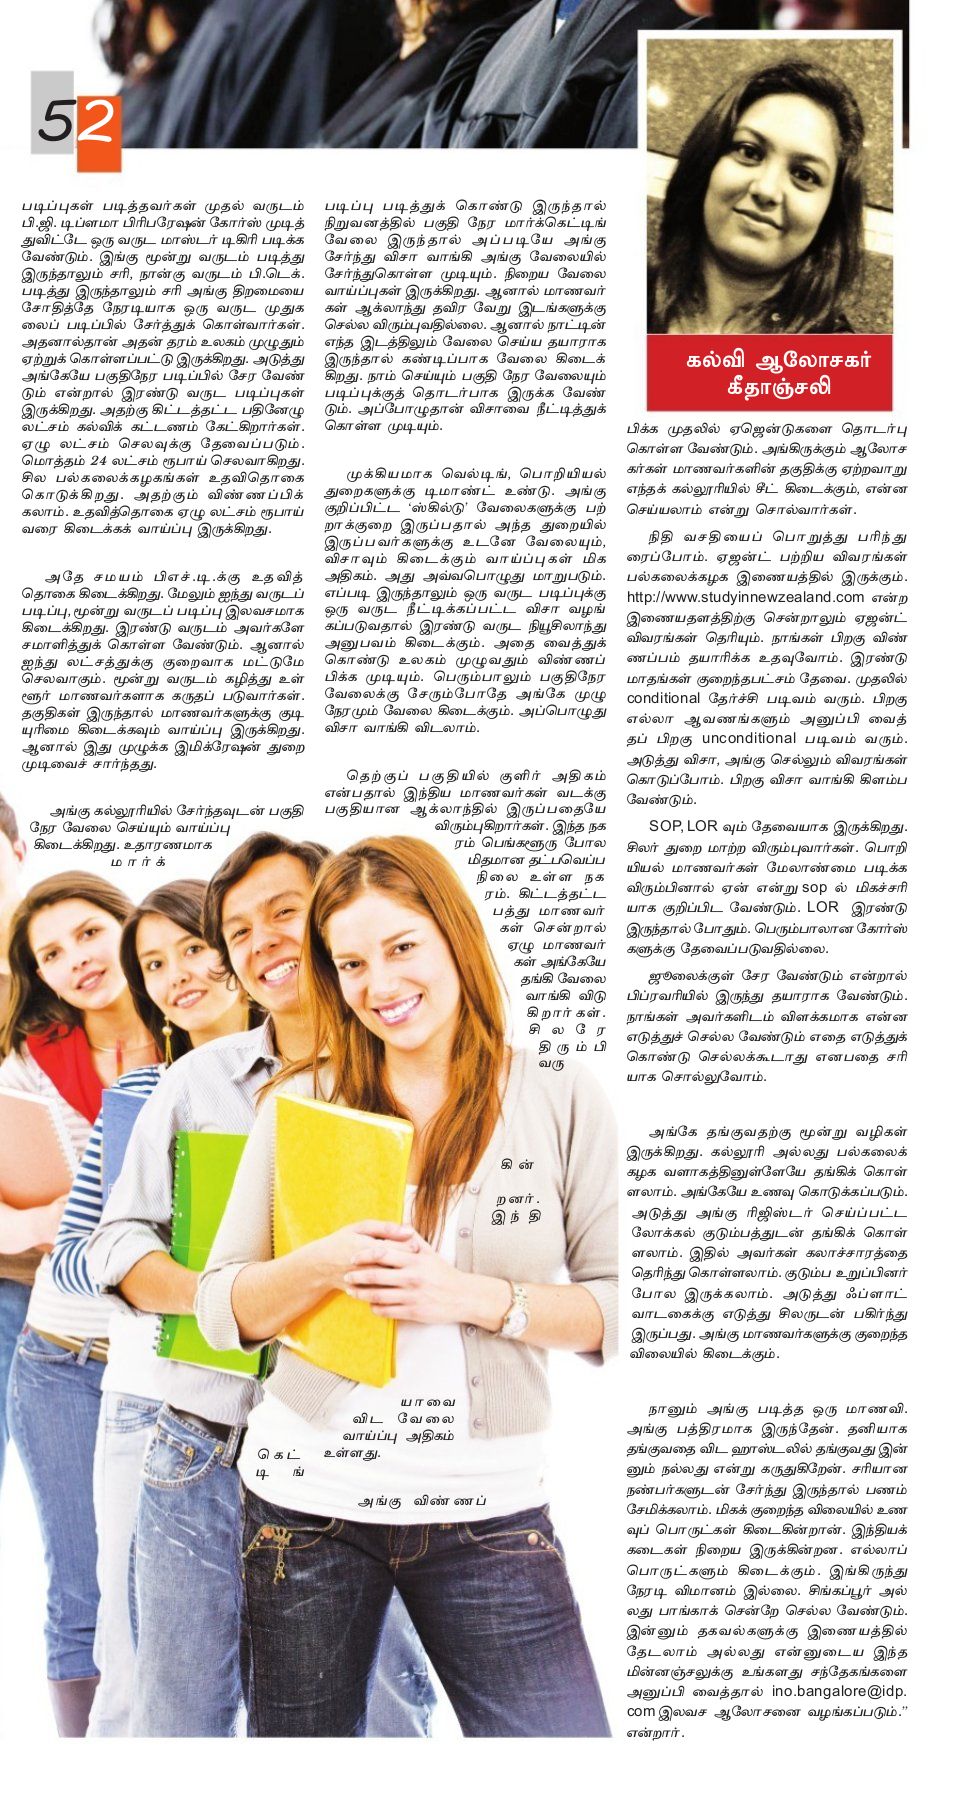 52
படிப்புகள் படித்தவர்கள் முதல் வருடம்
பி.ஜி. டிப்ளமா பிரிபரேஷன் கோர்ஸ் முடித்
துவிட்டே ஒரு வருட மாஸ்டர் டிகிரி படிக்க
வேண்டும். இங்கு மூன்று வருடம் படித்து
இருந்தாலும் சரி, நான்கு வருடம் பி.டெக்.
படித்து இருந்தாலும் சரி அங்கு திறமையை
சோதித்தே நேரடியாக ஒரு வருட முதுக
லைப் படிப்பில் சேர்த்துக் கொள்வார்கள்.
அதனால்தான் அதன் தரம் உலகம் முழுதும்
ஏற்றுக் கொள்ளப்பட்டு இருக்கிறது. அடுத்து
அங்கேயே பகுதிநேர படிப்பில் சேர வேண்
டும் என்றால் இரண்டு வருட படிப்புகள்
இருக்கிறது. அதற்கு கிட்டத்தட்ட பதினேழு
லட்சம் கல்விக் கட்டணம் கேட்கிறார்கள்.
ஏழு லட்சம் செலவுக்கு தேவைப்படும்.
மொத்தம் 24 லட்சம் ரூபாய் செலவாகிறது.
சில பல்கலைக்கழகங்கள் உதவிதொகை
கொடுக்கிறது. அதற்கும் விண்ணப்பிக்
கலாம். உதவித்தொகை ஏழு லட்சம் ரூபாய்
வரை கிடைக்கக் வாய்ப்பு இருக்கிறது.
அதே சமயம் பிஎச்.டி.க்கு உதவித்
தொகை கிடைக்கிறது. மேலும் ஐந்து வருடப்
படிப்பு, மூன்று வருடப் படிப்பு இலவசமாக
கிடைக்கிறது. இரண்டு வருடம் அவர்களே
சமாளித்துக் கொள்ள வேண்டும். ஆனால்
ஐந்து லட்சத்துக்கு குறைவாக மட்டுமே
செலவாகும். மூன்று வருடம் கழித்து உள்
ளூர் மாணவர்களாக கருதப் படுவார்கள்.
தகுதிகள் இருந்தால் மாணவர்களுக்கு குடி
யுரிமை கிடைக்கவும் வாய்ப்பு இருக்கிறது.
ஆனால் இது முழுக்க இமிக்ரேஷன் துறை
முடிவைச் சார்ந்தது.
அங்கு கல்லூரியில் சேர்ந்தவுடன் பகுதி
நேர வேலை செய்யும் வாய்ப்பு
கிடைக்கிறது. உதாரணமாக
மார்க்
கெட்
டிங்
படிப்பு படித்துக் கொண்டு இருந்தால்
நிறுவனத்தில் பகுதி நேர மார்க்கெட்டிங்
வேலை இருந்தால் அப்படியே அங்கு
சேர்ந்து விசா வாங்கி அங்கு வேலையில்
சேர்ந்துகொள்ள முடியும். நிறைய வேலை
வாய்ப்புகள் இருக்கிறது. ஆனால் மாணவர்
கள் ஆக்லாந்து தவிர வேறு இடங்களுக்கு
செல்ல விரும்புவதில்லை. ஆனால் நாட்டின்
எந்த இடத்திலும் வேலை செய்ய தயாராக
இருந்தால் கண்டிப்பாக வேலை கிடைக்
கிறது. நாம் செய்யும் பகுதி நேர வேலையும்
படிப்புக்குத் தொடர்பாக இருக்க வேண்
டும். அப்போழுதான் விசாவை நீட்டித்துக்
கொள்ள முடியும்.
முக்கியமாக வெல்டிங், பொறியியல்
துறைகளுக்கு டிமாண்ட் உண்டு. அங்கு
குறிப்பிட்ட ‘ஸ்கில்டு’ வேலைகளுக்கு பற்
றாக்குறை இருப்பதால் அந்த துறையில்
இருப்பவர்களுக்கு உடனே வேலையும்,
விசாவும் கிடைக்கும் வாய்ப்புகள் மிக
அதிகம். அது அவ்வபொழுது மாறுபடும்.
எப்படி இருந்தாலும் ஒரு வருட படிப்புக்கு
ஒரு வருட நீட்டிக்கப்பட்ட விசா வழங்
கப்படுவதால் இரண்டு வருட நியூசிலாந்து
அனுபவம் கிடைக்கும். அதை வைத்துக்
கொண்டு உலகம் முழுவதும் விண்ணப்
பிக்க முடியும். பெரும்பாலும் பகுதிநேர
வேலைக்கு சேரும்போதே அங்கே முழு
நேரமும் வேலை கிடைக்கும். அப்பொழுது
விசா வாங்கி விடலாம்.
தெற்குப் பகுதியில் குளிர் அதிகம்
என்பதால் இந்திய மாணவர்கள் வடக்கு
பகுதியான ஆக்லாந்தில் இருப்பதையே
விரும்புகிறார்கள். இந்த நக
ரம் பெங்களூரு போல
மிதமான தட்பவெப்ப
நிலை உள்ள நக
ரம். கிட்டத்தட்ட
பத்து மாணவர்
கள் சென்றால்
ஏழு மாணவர்
கள் அங்கேயே
தங்கி வேலை
வாங்கி விடு
கிறார்கள்.
சிலரே
திரும்பி
வரு
கின்
றனர்.
இந்தி
யாவை
விட வேலை
வாய்ப்பு அதிகம்
உள்ளது.
அங்கு விண்ணப்
கல்வி ஆலோசகர்
கீதாஞ்சலி
பிக்க முதலில் ஏஜென்டுகளை தொடர்பு
கொள்ள வேண்டும். அங்கிருக்கும் ஆலோச
கர்கள் மாணவர்களின் தகுதிக்கு ஏற்றவாறு
எந்தக் கல்லூரியில் சீட் கிடைக்கும், என்ன
செய்யலாம் என்று சொல்வார்கள்.
நிதி வசதியைப் பொறுத்து பரிந்து
ரைப்போம். ஏஜன்ட் பற்றிய விவரங்கள்
பல்கலைக்கழக இணையத்தில் இருக்கும்.
http://www.studyinnewzealand.com என்ற
இணையதளத்திற்கு சென்றாலும் ஏஜன்ட்
விவரங்கள் தெரியும். நாங்கள் பிறகு விண்
ணப்பம் தயாரிக்க உதவுவோம். இரண்டு
மாதங்கள் குறைந்தபட்சம் தேவை. முதலில்
conditional தேர்ச்சி படிவம் வரும். பிறகு
எல்லா ஆவணங்களும் அனுப்பி வைத்
தப் பிறகு unconditional படிவம் வரும்.
அடுத்து விசா, அங்கு செல்லும் விவரங்கள்
கொடுப்போம். பிறகு விசா வாங்கி கிளம்ப
வேண்டும்.
SOP, LOR வும் தேவையாக இருக்கிறது.
சிலர் துறை மாற்ற விரும்புவார்கள். பொறி
யியல் மாணவர்கள் மேலாண்மை படிக்க
விரும்பினால் ஏன் என்று sop ல் மிகச்சரி
யாக குறிப்பிட வேண்டும். LOR இரண்டு
இருந்தால் போதும். பெரும்பாலான கோர்ஸ்
களுக்கு தேவைப்படுவதில்லை.
ஜூலைக்குள் சேர வேண்டும் என்றால்
பிப்ரவரியில் இருந்து தயாராக வேண்டும்.
நாங்கள் அவர்களிடம் விளக்கமாக என்ன
எடுத்துச் செல்ல வேண்டும் எதை எடுத்துக்
கொண்டு செல்லக்கூடாது எனபதை சரி
யாக சொல்லுவோம்.
அங்கே தங்குவதற்கு மூன்று வழிகள்
இருக்கிறது. கல்லூரி அல்லது பல்கலைக்
கழக வளாகத்தினுள்ளேயே தங்கிக் கொள்
ளலாம். அங்கேயே உணவு கொடுக்கப்படும்.
அடுத்து அங்கு ரிஜிஸ்டர் செய்ப்பட்ட
லோக்கல் குடும்பத்துடன் தங்கிக் கொள்
ளலாம். இதில் அவர்கள் கலாச்சாரத்தை
தெரிந்து கொள்ளலாம். குடும்ப உறுப்பினர்
போல இருக்கலாம். அடுத்து ஃப்ளாட்
வாடகைக்கு எடுத்து சிலருடன் பகிர்ந்து
இருப்பது. அங்கு மாணவர்களுக்கு குறைந்த
விலையில் கிடைக்கும்.
நானும் அங்கு படித்த ஒரு மாணவி.
அங்கு பத்திரமாக இருந்தேன். தனியாக
தங்குவதை விட ஹாஸ்டலில் தங்குவது இன்
னும் நல்லது என்று கருதுகிறேன். சரியான
நண்பர்களுடன் சேர்ந்து இருந்தால் பணம்
சேமிக்கலாம். மிகக் குறைந்த விலையில் உண
வுப் பொருட்கள் கிடைகின்றான். இந்தியக்
கடைகள் நிறைய இருக்கின்றன. எல்லாப்
பொருட்களும் கிடைக்கும். இங்கிருந்து
நேரடி விமானம் இல்லை. சிங்கப்பூர் அல்
லது பாங்காக் சென்றே செல்ல வேண்டும்.
இன்னும் தகவல்களுக்கு இணையத்தில்
தேடலாம் அல்லது என்னுடைய இந்த
மின்னஞ்சலுக்கு உங்களது சந்தேகங்களை
அனுப்பி வைத்தால் ino.bangalore@idp.
com இலவச ஆலோசனை வழங்கப்படும்.”
என்றார்.